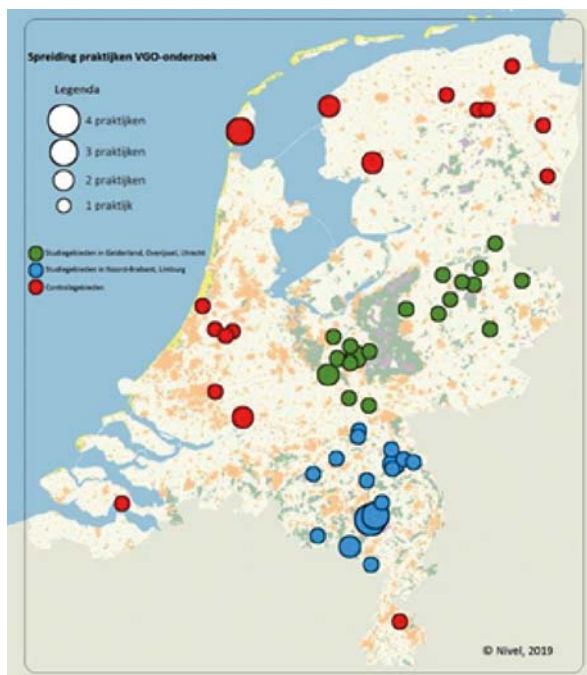 Spreiding praktijken VGO-onderzoek
Legenda
4 praktijken
3 praktijken
2 praktijken
1 praktijk
Studiegebieden in Gelderland, Overijssel, Utrecht
Studiegebieden in Noord-Brabant, Limburg
Controlegebieden
© Nivel, 2019